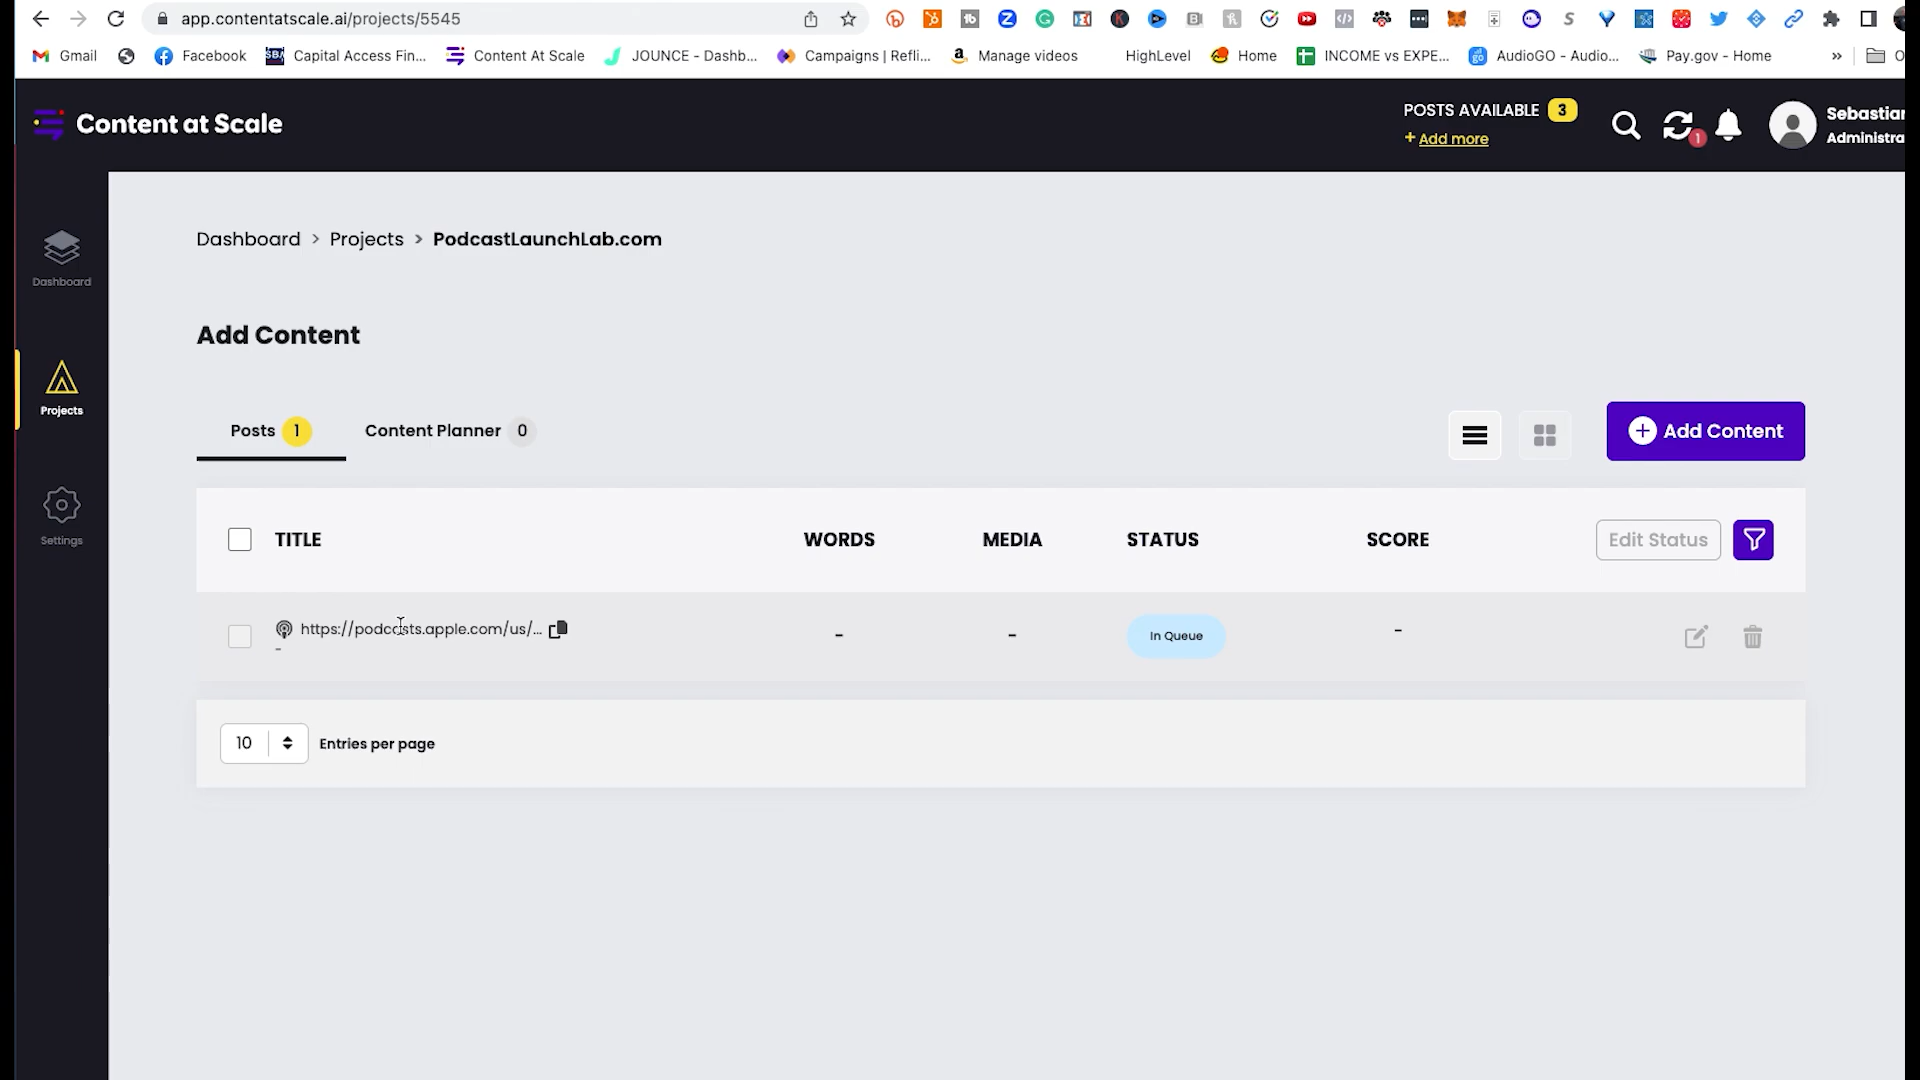 app.contentatscale.ai/projects/5545
Gmail Facebook Capital Access Fin... Content At Scale JOUNCE - Dashb... Campaigns | Refli... Manage videos HighLevel Home INCOME vs EXPE... AudioGO - Audio... Pay.gov - Home »
Content at Scale
POSTS AVAILABLE 3
+ Add more
1
Sebastian
Administra
Dashboard > Projects > PodcastLaunchLab.com
Dashboard
Add Content
Projects
Posts 1 Content Planner 0
Add Content
Settings
TITLE WORDS MEDIA STATUS SCORE Edit Status
https://podcasts.apple.com/us/... - - In Queue -
-
10 Entries per page